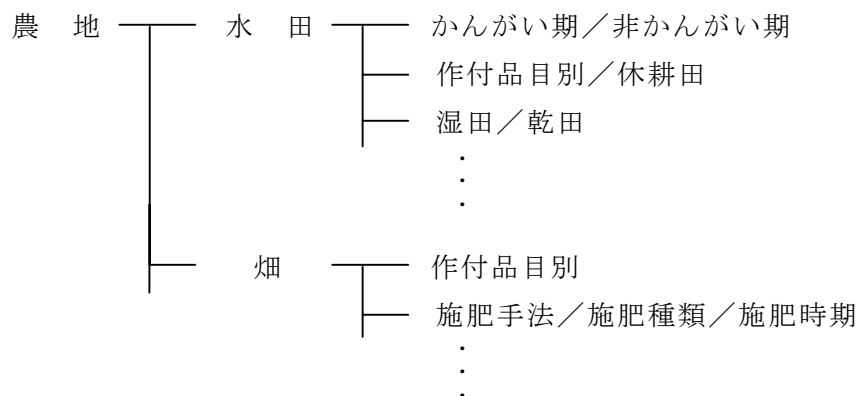 農 地 水 田 かんがい期／非かんがい期
作付品目別／休耕田
湿田／乾田
・
・
・
畑 作付品目別
施肥手法／施肥種類／施肥時期
・
・
・